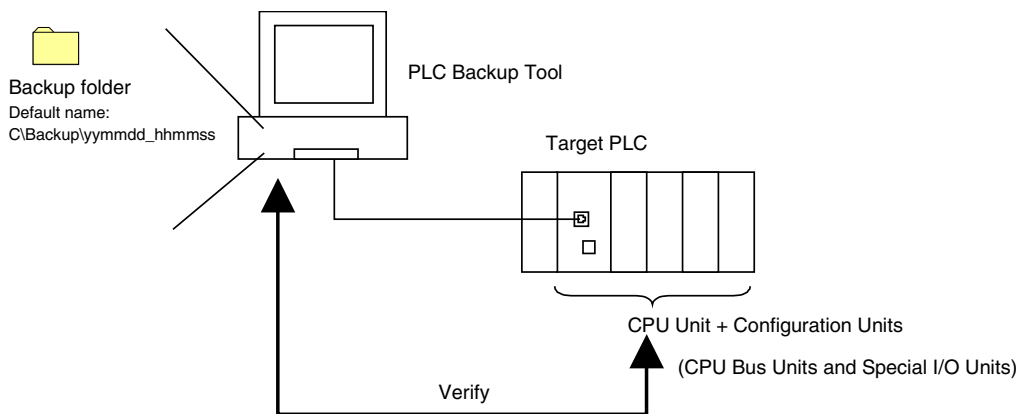 Backup folder
Default name:
C\Backup\yymmdd_hhmmss
PLC Backup Tool
Target PLC
CPU Unit + Configuration Units
(CPU Bus Units and Special I/O Units)
Verify